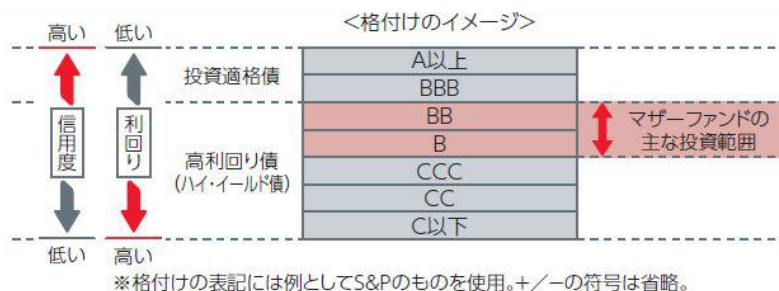 <格付けのイメージ>
高い
低い
信用度
利回り
低い
高い
投資適格債
高利回り債
(ハイ・イールド債)
A以上
BBB
BB
B
CCC
CC
C以下
マザーファンドの
主な投資範囲
※格付けの表記には例としてS&Pのものを使用。+/−の符号は省略。